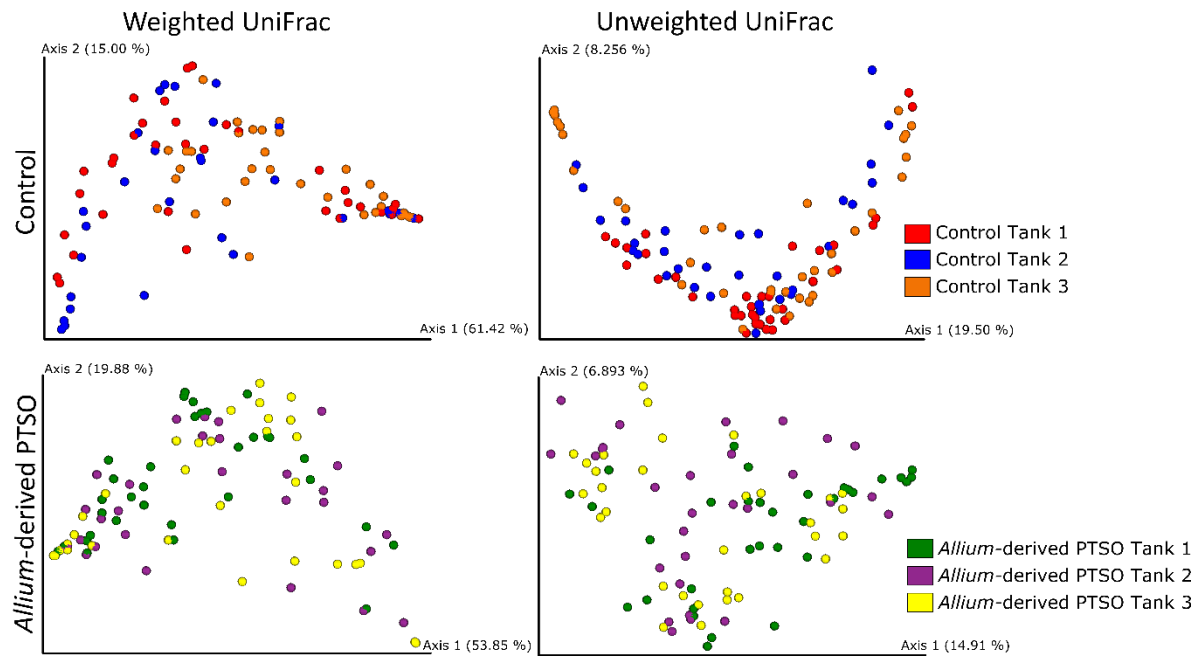 Weighted UniFrac
Unweighted UniFrac
Axis 2 (15.00 %)
Axis 2 (8.256 %)
Control
Control Tank 1
Control Tank 2
Control Tank 3
Axis 1 (61.42 %)
Axis 1 (19.50 %)
Axis 2 (19.88 %)
Axis 2 (6.893 %)
Allium-derived PTSO
Allium-derived PTSO Tank 1
Allium-derived PTSO Tank 2
Allium-derived PTSO Tank 3
Axis 1 (53.85 %)
Axis 1 (14.91 %)